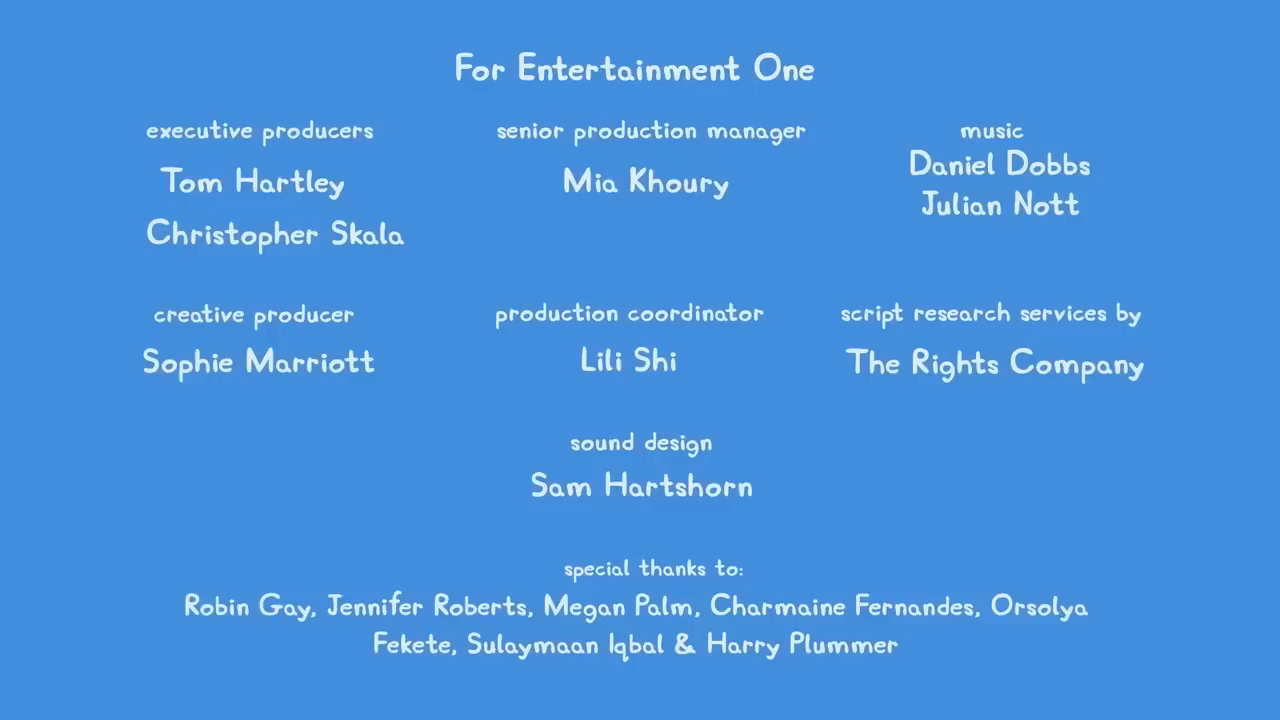 For Entertainment One
executive producers
Tom Hartley
Christopher Skala
senior production manager
Mia Khoury
music
Daniel Dobbs
Julian Nott
creative producer
Sophie Marriott
production coordinator
Lili Shi
script research services by
The Rights Company
sound design
Sam Hartshorn
special thanks to:
Robin Gay, Jennifer Roberts, Megan Palm, Charmaine Fernandes, Orsolya
Fekete, Sulaymaan Iqbal & Harry Plummer